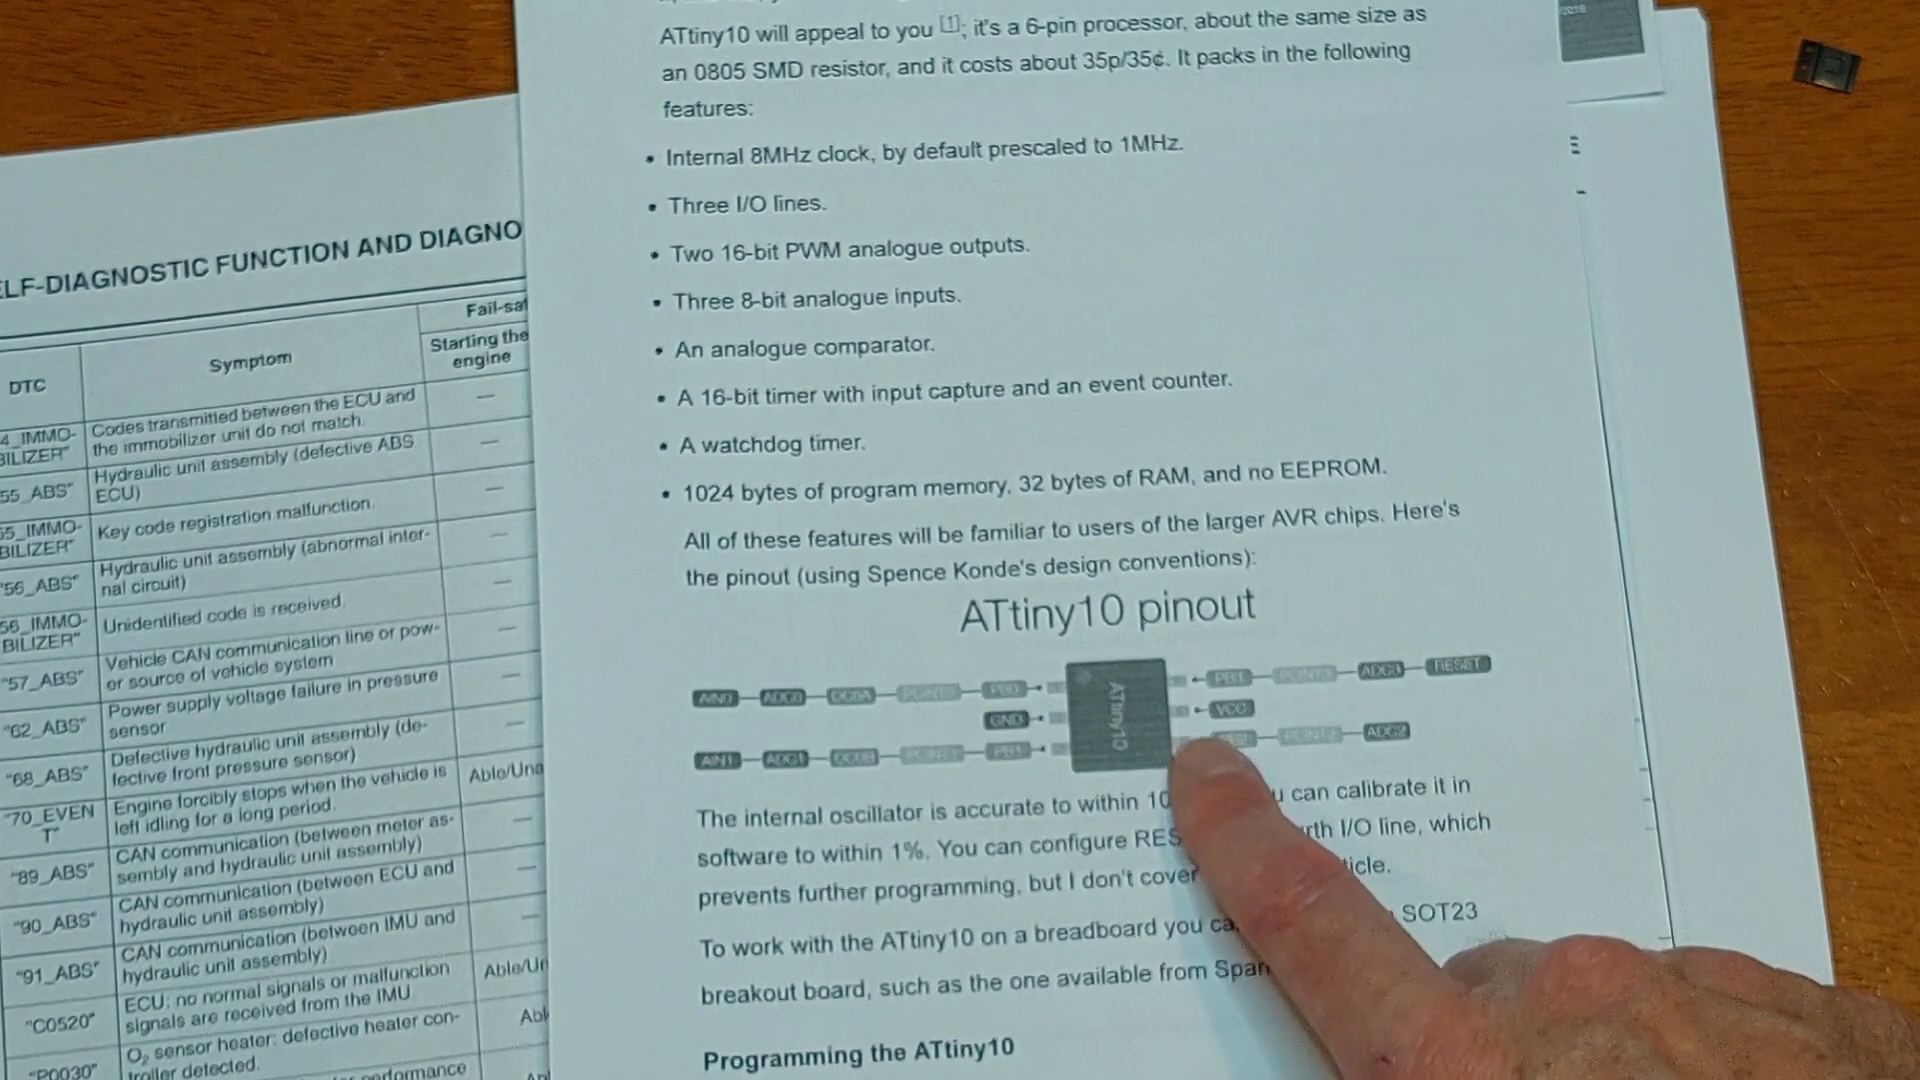 ATtiny10 will appeal to you [1]; it's a 6-pin processor, about the same size as
an 0805 SMD resistor, and it costs about 35p/35¢. It packs in the following
features:
• Internal 8MHz clock, by default prescaled to 1MHz.
• Three I/O lines.
• Two 16-bit PWM analogue outputs.
• Three 8-bit analogue inputs.
• An analogue comparator.
• A 16-bit timer with input capture and an event counter.
• A watchdog timer.
• 1024 bytes of program memory, 32 bytes of RAM, and no EEPROM.
All of these features will be familiar to users of the larger AVR chips. Here's
the pinout (using Spence Konde's design conventions):
ATtiny10 pinout
AIN0 ADC0 OC0A PCINT0 PB0
GND
AIN1 ADC1 OC0B PCINT1 PB1
ATtiny10
ADC3 RESET
VCC
PCINT2 ADC2
The internal oscillator is accurate to within 10 u can calibrate it in
software to within 1%. You can configure RES rth I/O line, which
prevents further programming, but I don't cover icle.
To work with the ATtiny10 on a breadboard you ca SOT23
breakout board, such as the one available from Spar
Programming the ATtiny10
ELF-DIAGNOSTIC FUNCTION AND DIAGNO
DTC
Symptom
Fail-saf
Starting the
engine
4_IMMO-
BILIZER"
Codes transmitted between the ECU and
the immobilizer unit do not match.
—
55_ABS"
Hydraulic unit assembly (defective ABS
ECU)
—
55_IMMO-
BILIZER"
Key code registration malfunction.
—
"56_ABS"
Hydraulic unit assembly (abnormal inter-
nal circuit)
—
"56_IMMO-
BILIZER"
Unidentified code is received.
—
"57_ABS"
Vehicle CAN communication line or pow-
er source of vehicle system
—
"62_ABS"
Power supply voltage failure in pressure
sensor
—
"68_ABS"
Defective hydraulic unit assembly (de-
fective front pressure sensor)
—
"70_EVEN
T"
Engine forcibly stops when the vehicle is
left idling for a long period.
Able/Una
"89_ABS"
CAN communication (between meter as-
sembly and hydraulic unit assembly)
—
"90_ABS"
CAN communication (between ECU and
hydraulic unit assembly)
—
"91_ABS"
CAN communication (between IMU and
hydraulic unit assembly)
—
"C0520"
ECU: no normal signals or malfunction
signals are received from the IMU
Able/Un
"P0030"
O2 sensor heater: defective heater con-
troller detected.
Abl
performance